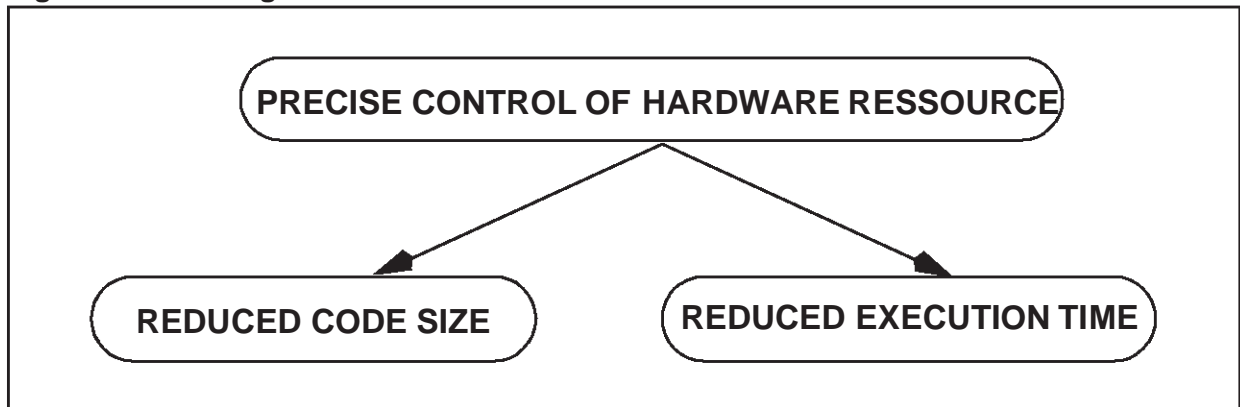 PRECISE CONTROL OF HARDWARE RESSOURCE
REDUCED CODE SIZE
REDUCED EXECUTION TIME